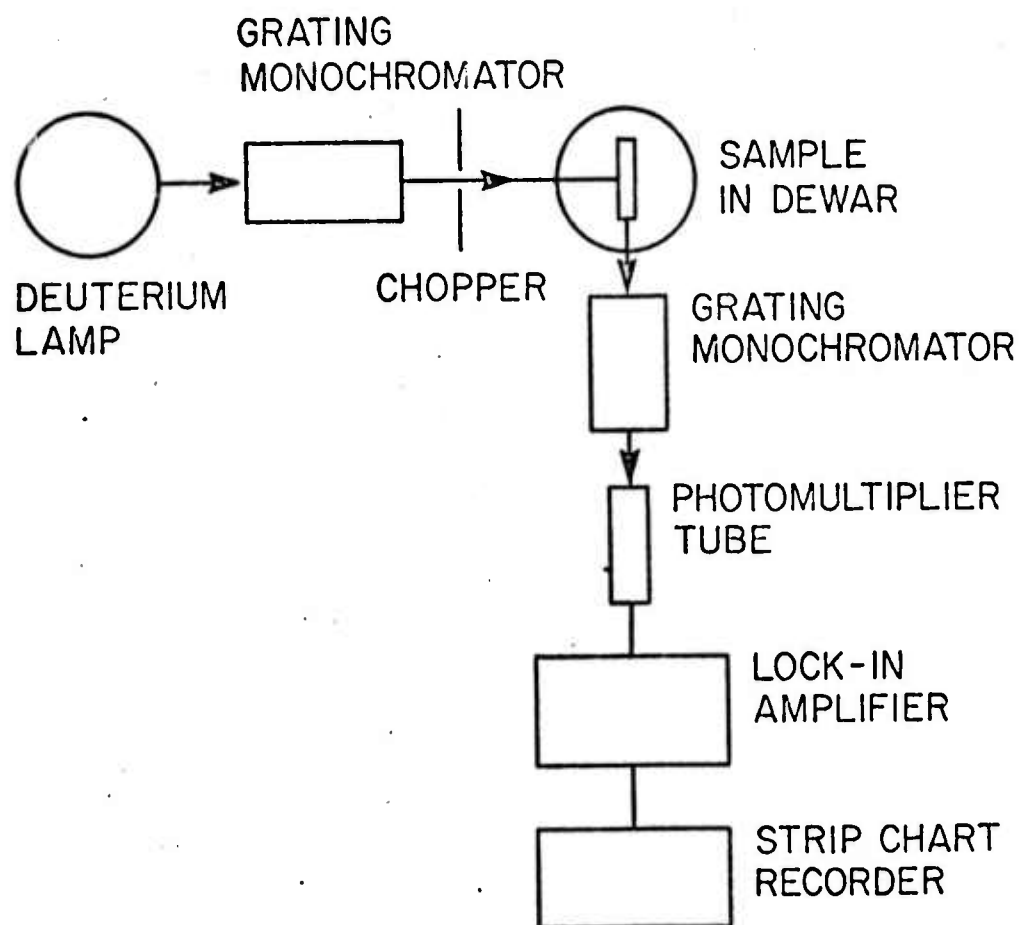 GRATING
MONOCHROMATOR
SAMPLE
IN DEWAR
DEUTERIUM
LAMP
CHOPPER
GRATING
MONOCHROMATOR
PHOTOMULTIPLIER
TUBE
LOCK-IN
AMPLIFIER
STRIP CHART
RECORDER